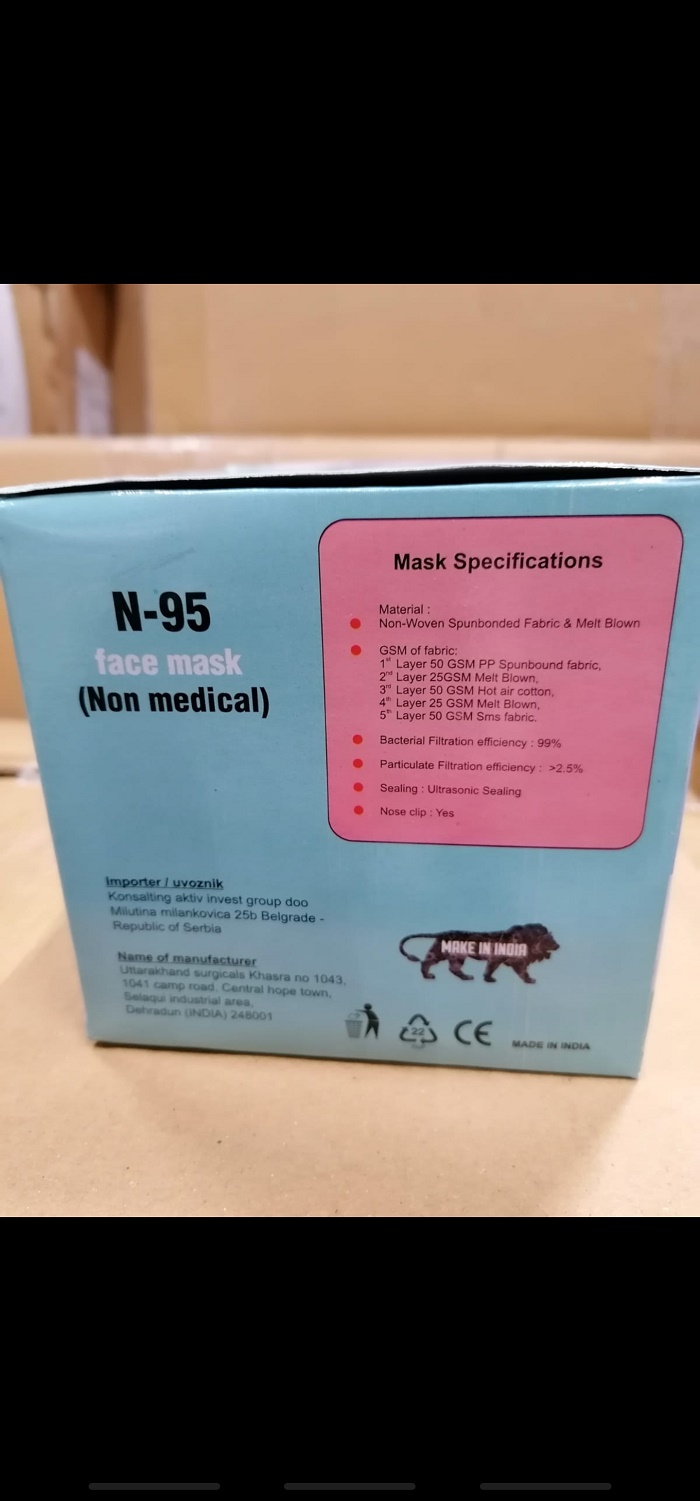 N-95
face mask
(Non medical)
Mask Specifications
Material :
Non-Woven Spunbonded Fabric & Melt Blown
GSM of fabric:
1st Layer 50 GSM PP Spunbound fabric,
2nd Layer 25GSM Melt Blown,
3rd Layer 50 GSM Hot air cotton,
4th Layer 25 GSM Melt Blown,
5th Layer 50 GSM Sms fabric.
Bacterial Filtration efficiency : 99%
Particulate Filtration efficiency : >2.5%
Sealing : Ultrasonic Sealing
Nose clip : Yes
Importer / uvoznik
Konsalting aktiv invest group doo
Milutina milankovica 25b Belgrade -
Republic of Serbia
Name of manufacturer
Uttarakhand surgicals Khasra no 1043,
1041 camp road, Central hope town,
Selaqui industrial area,
Dehradun (INDIA) 248001
MAKE IN INDIA
22
CE
MADE IN INDIA